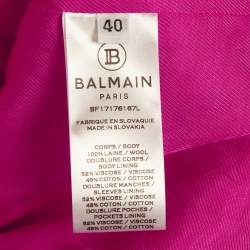 40
B
BALMAIN
PARIS
BF17176167L
FABRIQUE EN SLOVAQUIE
MADE IN SLOVAKIA
CORPS / BODY
100% LAINE / WOOL
DOUBLURE CORPS /
BODY LINING
52% VISCOSE / VISCOSE
48% COTON / COTTON
DOUBLURE MANCHES /
SLEEVES LINING
52% VISCOSE / VISCOSE
48% COTON / COTTON
DOUBLURE POCHES /
POCKETS LINING
52% VISCOSE / VISCOSE
48% COTON / COTTON